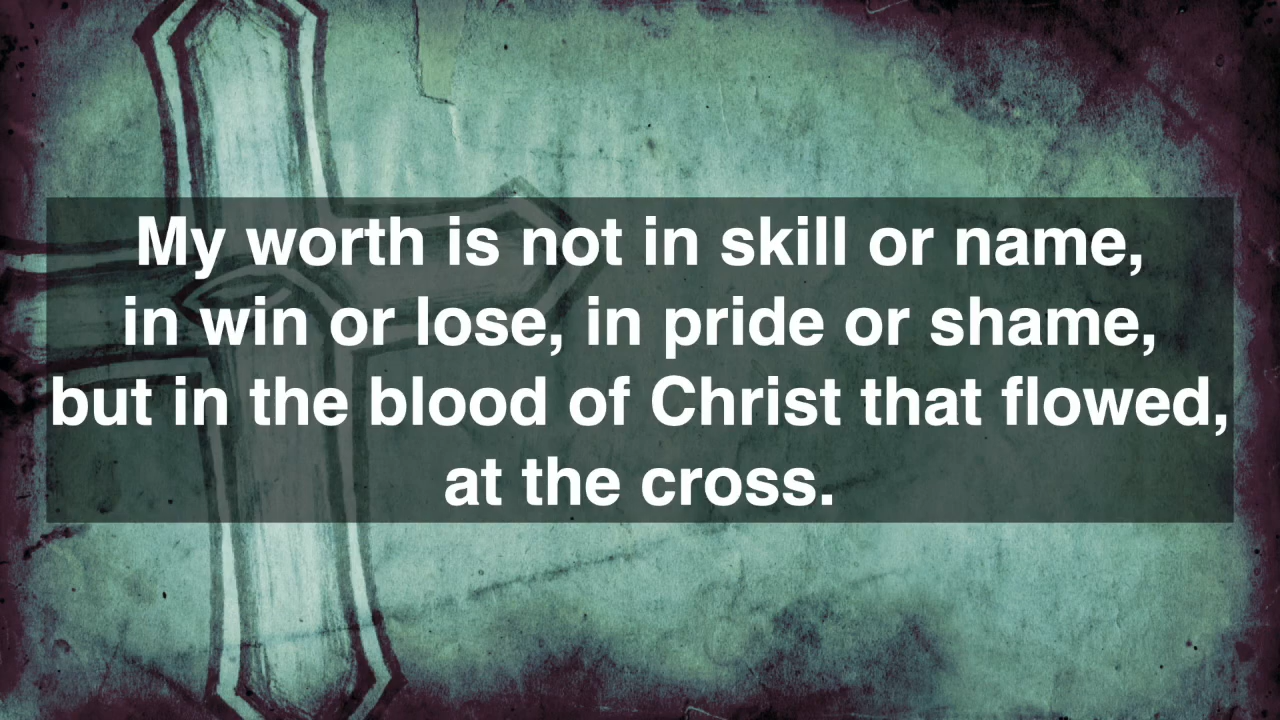 My worth is not in skill or name,
in win or lose, in pride or shame,
but in the blood of Christ that flowed,
at the cross.